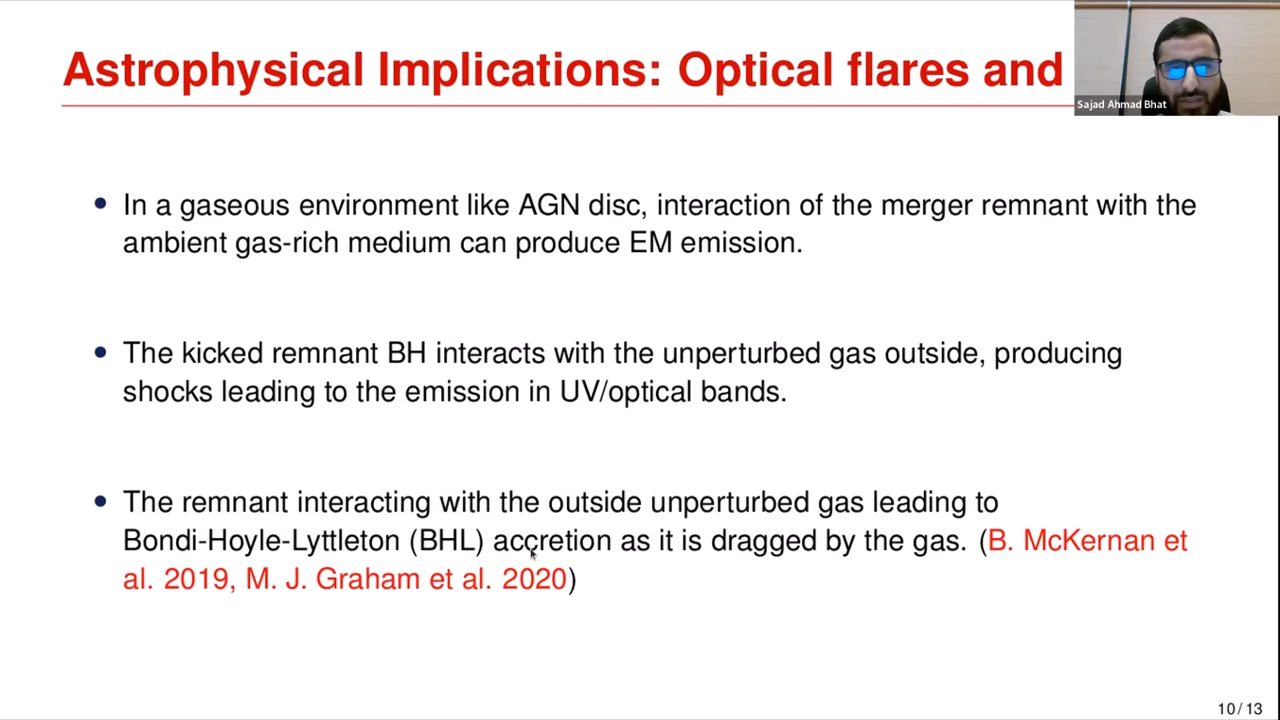 Astrophysical Implications: Optical flares and
Sajad Ahmad Bhat
• In a gaseous environment like AGN disc, interaction of the merger remnant with the
ambient gas-rich medium can produce EM emission.
• The kicked remnant BH interacts with the unperturbed gas outside, producing
shocks leading to the emission in UV/optical bands.
• The remnant interacting with the outside unperturbed gas leading to
Bondi-Hoyle-Lyttleton (BHL) accretion as it is dragged by the gas. (B. McKernan et
al. 2019, M. J. Graham et al. 2020)
10 / 13